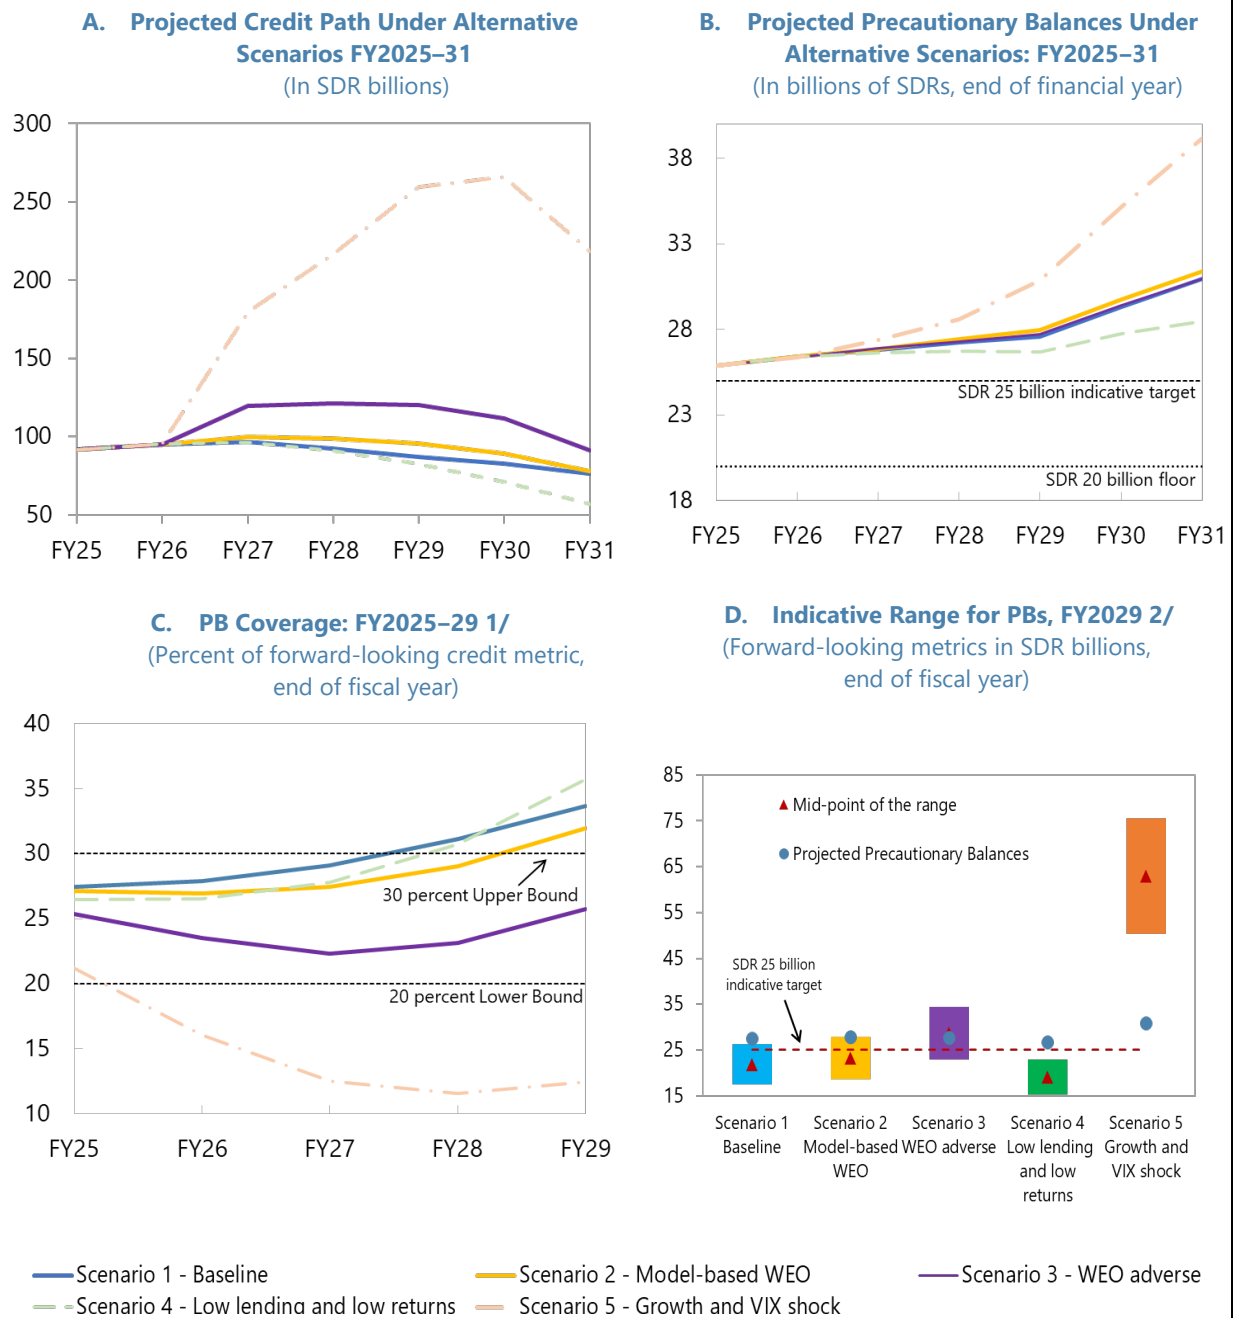 A. Projected Credit Path Under Alternative
Scenarios FY2025–31
(In SDR billions)
300
250
200
150
100
50
FY25 FY26 FY27 FY28 FY29 FY30 FY31
B. Projected Precautionary Balances Under
Alternative Scenarios: FY2025–31
(In billions of SDRs, end of financial year)
38
33
28
23
18
SDR 25 billion indicative target
SDR 20 billion floor
FY25 FY26 FY27 FY28 FY29 FY30 FY31
C. PB Coverage: FY2025–29 1/
(Percent of forward-looking credit metric,
end of fiscal year)
40
35
30
25
20
15
10
30 percent Upper Bound
20 percent Lower Bound
FY25 FY26 FY27 FY28 FY29
D. Indicative Range for PBs, FY2029 2/
(Forward-looking metrics in SDR billions,
end of fiscal year)
85
75
65
55
45
35
25
15
Mid-point of the range
Projected Precautionary Balances
SDR 25 billion
indicative target
Scenario 1 Scenario 2 Scenario 3 Scenario 4 Scenario 5
Baseline Model-based WEO adverse Low lending Growth and
WEO and low VIX shock
returns
Scenario 1 - Baseline Scenario 2 - Model-based WEO Scenario 3 - WEO adverse
Scenario 4 - Low lending and low returns Scenario 5 - Growth and VIX shock